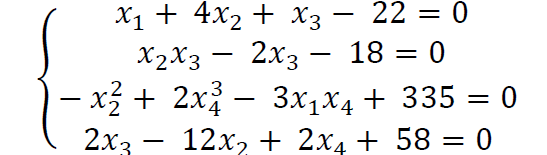 x₁ + 4x₂ + x₃ − 22 = 0
x₂x₃ − 2x₃ − 18 = 0
− x₂² + 2x₄³ − 3x₁x₄ + 335 = 0
2x₃ − 12x₂ + 2x₄ + 58 = 0